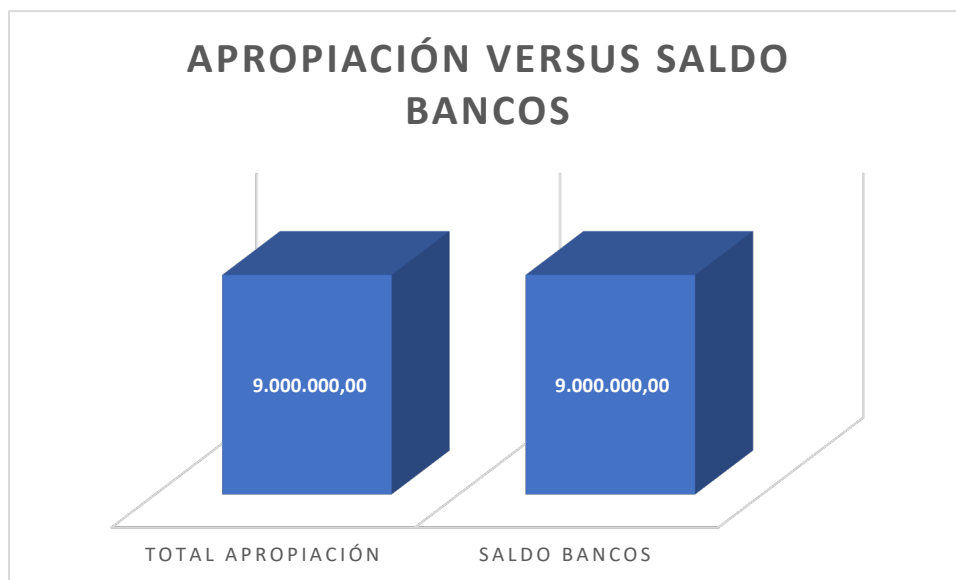 APROPIACIÓN VERSUS SALDO
BANCOS
9.000.000,00
9.000.000,00
TOTAL APROPIACIÓN
SALDO BANCOS